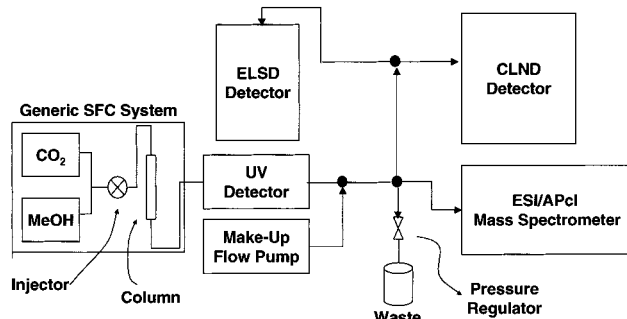 ELSD
Detector
CLND
Detector
Generic SFC System
CO2
MeOH
UV
Detector
Make-Up
Flow Pump
ESI/APcI
Mass Spectrometer
Injector
Column
Waste
Pressure
Regulator